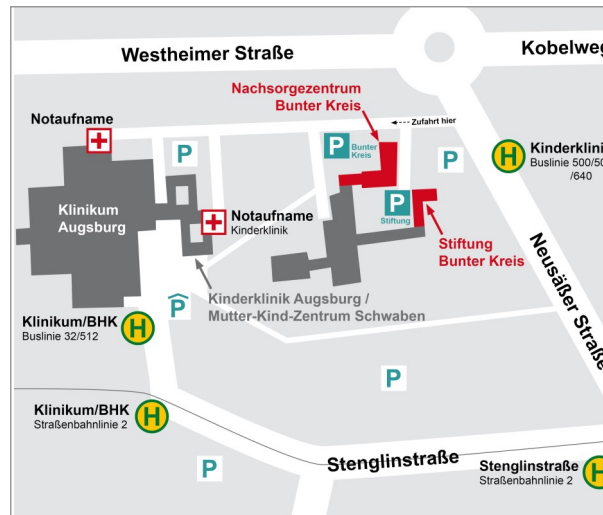 Westheimer Straße
Kobelweg
Nachsorgezentrum
Bunter Kreis
Notaufname
Zufahrt hier
P
P
Bunter
Kreis
P
H
Kinderklini
Buslinie 500/50
/640
Klinikum
Augsburg
Notaufname
Kinderklinik
P
Stiftung
Stiftung
Bunter Kreis
Neusäßer Straße
Kinderklinik Augsburg /
Mutter-Kind-Zentrum Schwaben
P
Klinikum/BHK
Buslinie 32/512
H
P
Klinikum/BHK
Straßenbahnlinie 2
H
P
Stenglinstraße
Stenglinstraße
Straßenbahnlinie 2
H